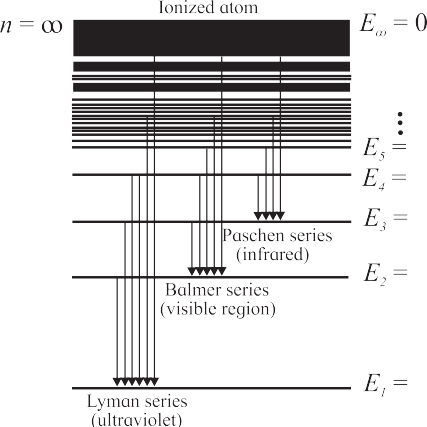 Ionized atom
n = ∞
E∞ = 0
E5 =
E4 =
E3 =
Paschen series
(infrared)
E2 =
Balmer series
(visible region)
E1 =
Lyman series
(ultraviolet)